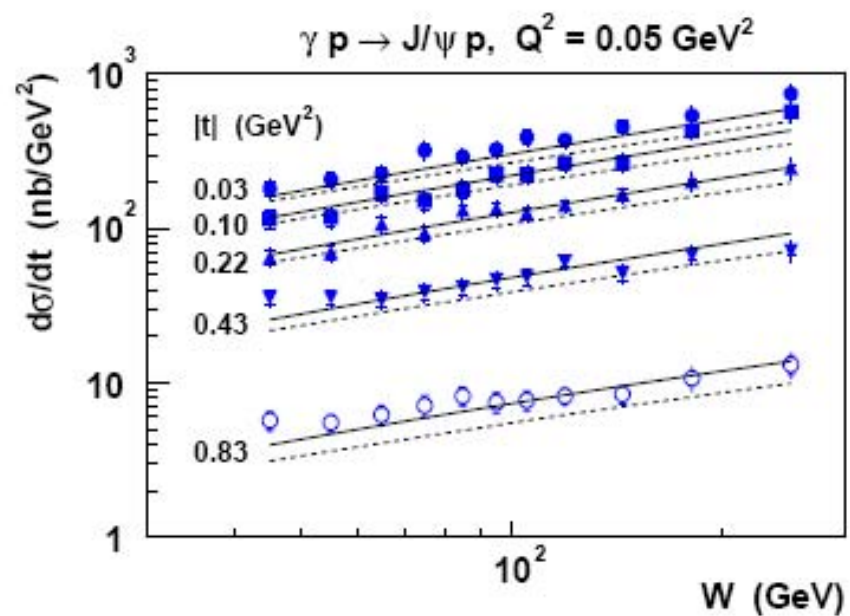 γ p → J/ψ p, Q² = 0.05 GeV²
10³
|t| (GeV²)
0.03
0.10
10²
0.22
0.43
10
0.83
1
10²
W (GeV)
dσ/dt (nb/GeV²)